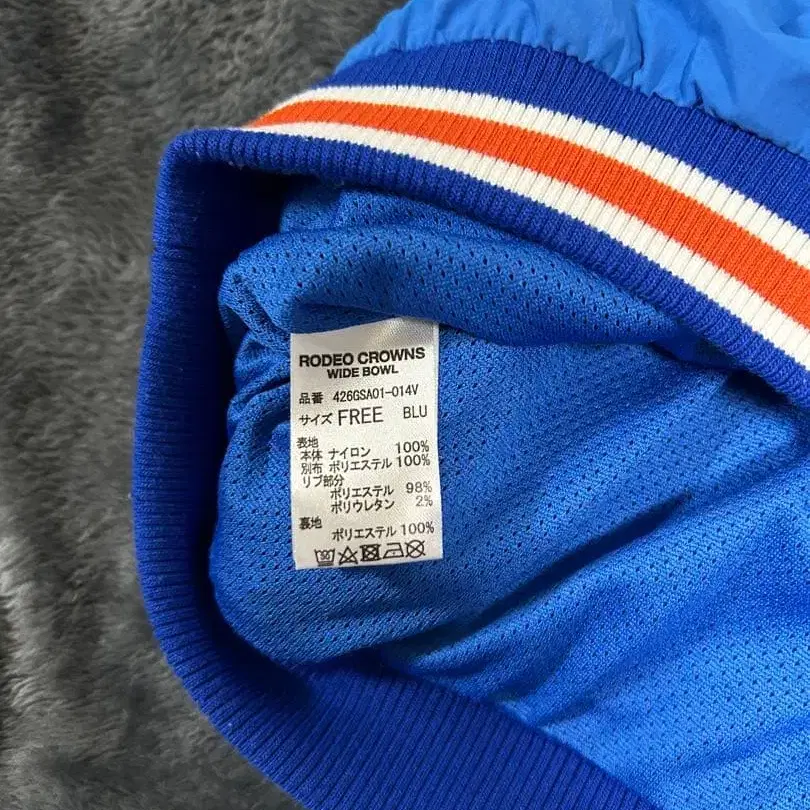 RODEO CROWNS
WIDE BOWL
品番 426GSA01-014V
サイズ FREE BLU
表地
本体 ナイロン 100%
別布 ポリエステル 100%
リブ部分
ポリエステル 98%
ポリウレタン 2%
裏地
ポリエステル 100%